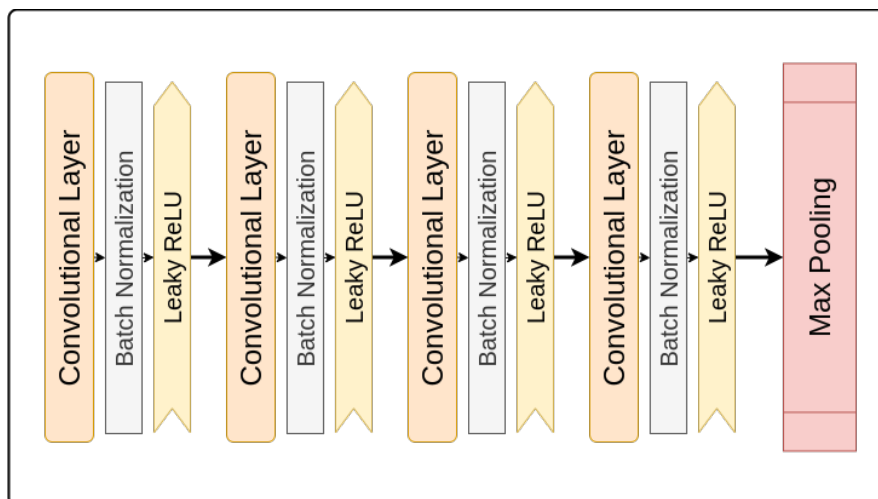 Convolutional Layer
Batch Normalization
Leaky ReLU
Convolutional Layer
Batch Normalization
Leaky ReLU
Convolutional Layer
Batch Normalization
Leaky ReLU
Convolutional Layer
Batch Normalization
Leaky ReLU
Max Pooling